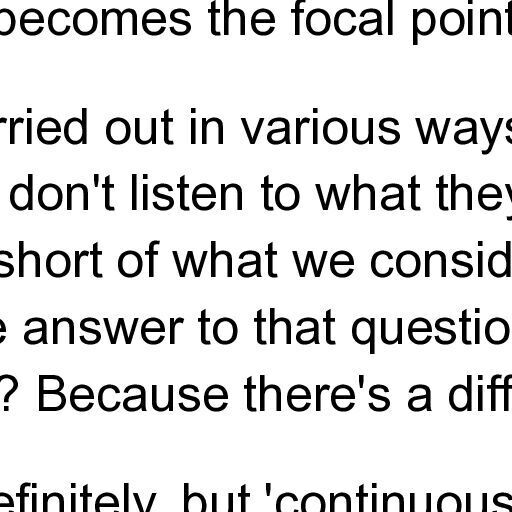 becomes the focal point
rried out in various ways
don't listen to what they
short of what we consid
e answer to that questio
? Because there's a diff
efinitely, but 'continuous